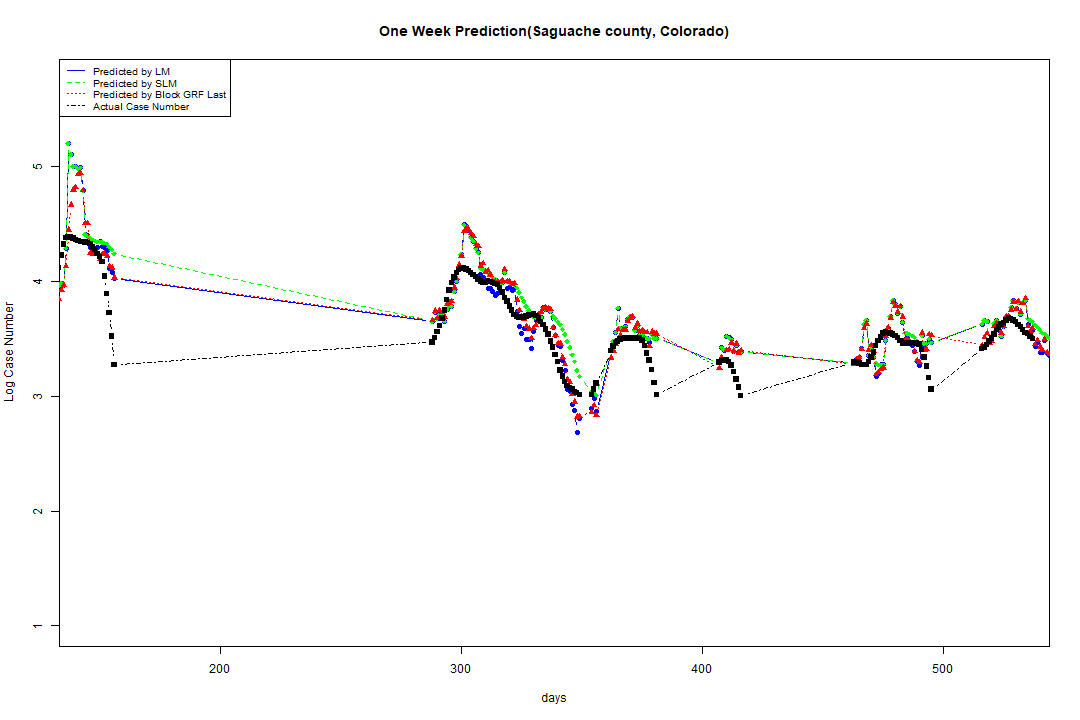 One Week Prediction(Saguache county, Colorado)
Predicted by LM
Predicted by SLM
Predicted by Block GRF Last
Actual Case Number
Log Case Number
5
4
3
2
1
200 300 400 500
days